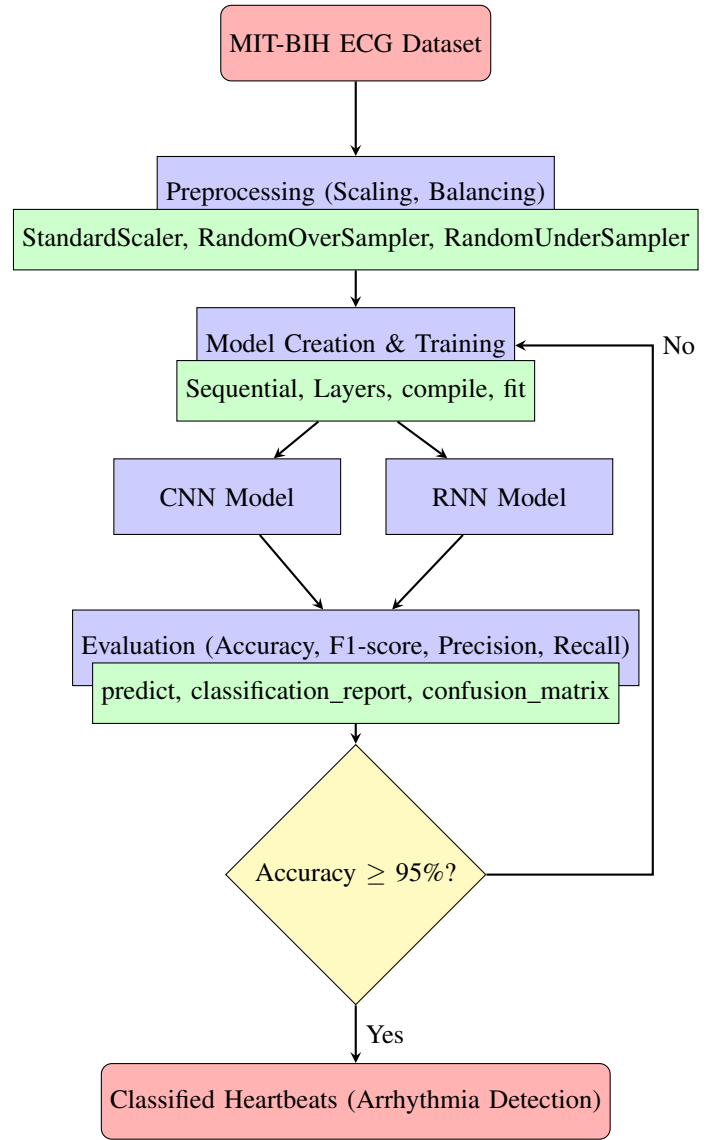 MIT-BIH ECG Dataset
Preprocessing (Scaling, Balancing)
StandardScaler, RandomOverSampler, RandomUnderSampler
Model Creation & Training
No
Sequential, Layers, compile, fit
CNN Model
RNN Model
Evaluation (Accuracy, F1-score, Precision, Recall)
predict, classification_report, confusion_matrix
Accuracy ≥ 95%?
Yes
Classified Heartbeats (Arrhythmia Detection)